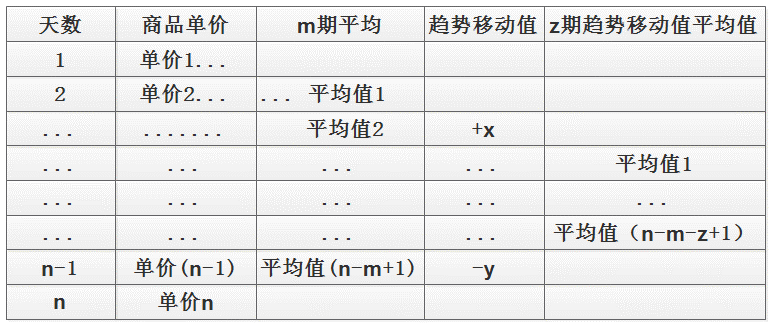 天数 商品单价 m期平均 趋势移动值 z期趋势移动值平均值
1 单价1...
2 单价2... ... 平均值1
... ....... 平均值2 +x
... ... ... ... 平均值1
... ... ... ... ...
... ... ... ... 平均值（n-m-z+1）
n-1 单价(n-1) 平均值(n-m+1) -y
n 单价n